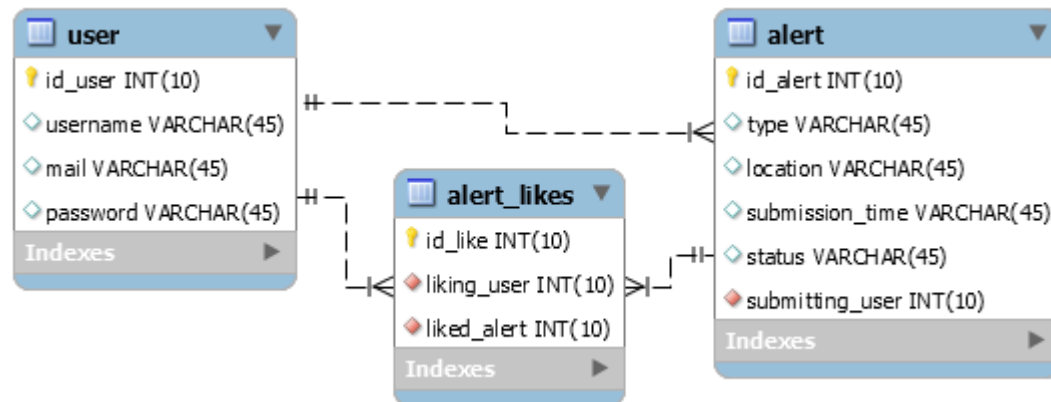 user
id_user INT(10)
username VARCHAR(45)
mail VARCHAR(45)
password VARCHAR(45)
Indexes
alert_likes
id_like INT(10)
liking_user INT(10)
liked_alert INT(10)
Indexes
alert
id_alert INT(10)
type VARCHAR(45)
location VARCHAR(45)
submission_time VARCHAR(45)
status VARCHAR(45)
submitting_user INT(10)
Indexes